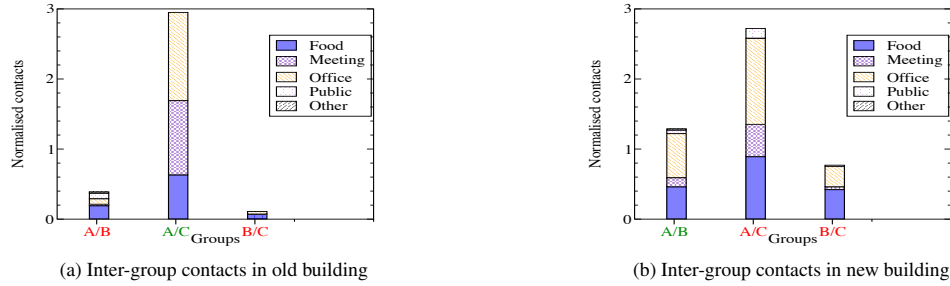 3
2
1
0
Normalised contacts
Food
Meeting
Office
Public
Other
A/B
A/C
B/C
Groups
(a) Inter-group contacts in old building
3
2
1
0
Normalised contacts
Food
Meeting
Office
Public
Other
A/B
A/C
B/C
Groups
(b) Inter-group contacts in new building